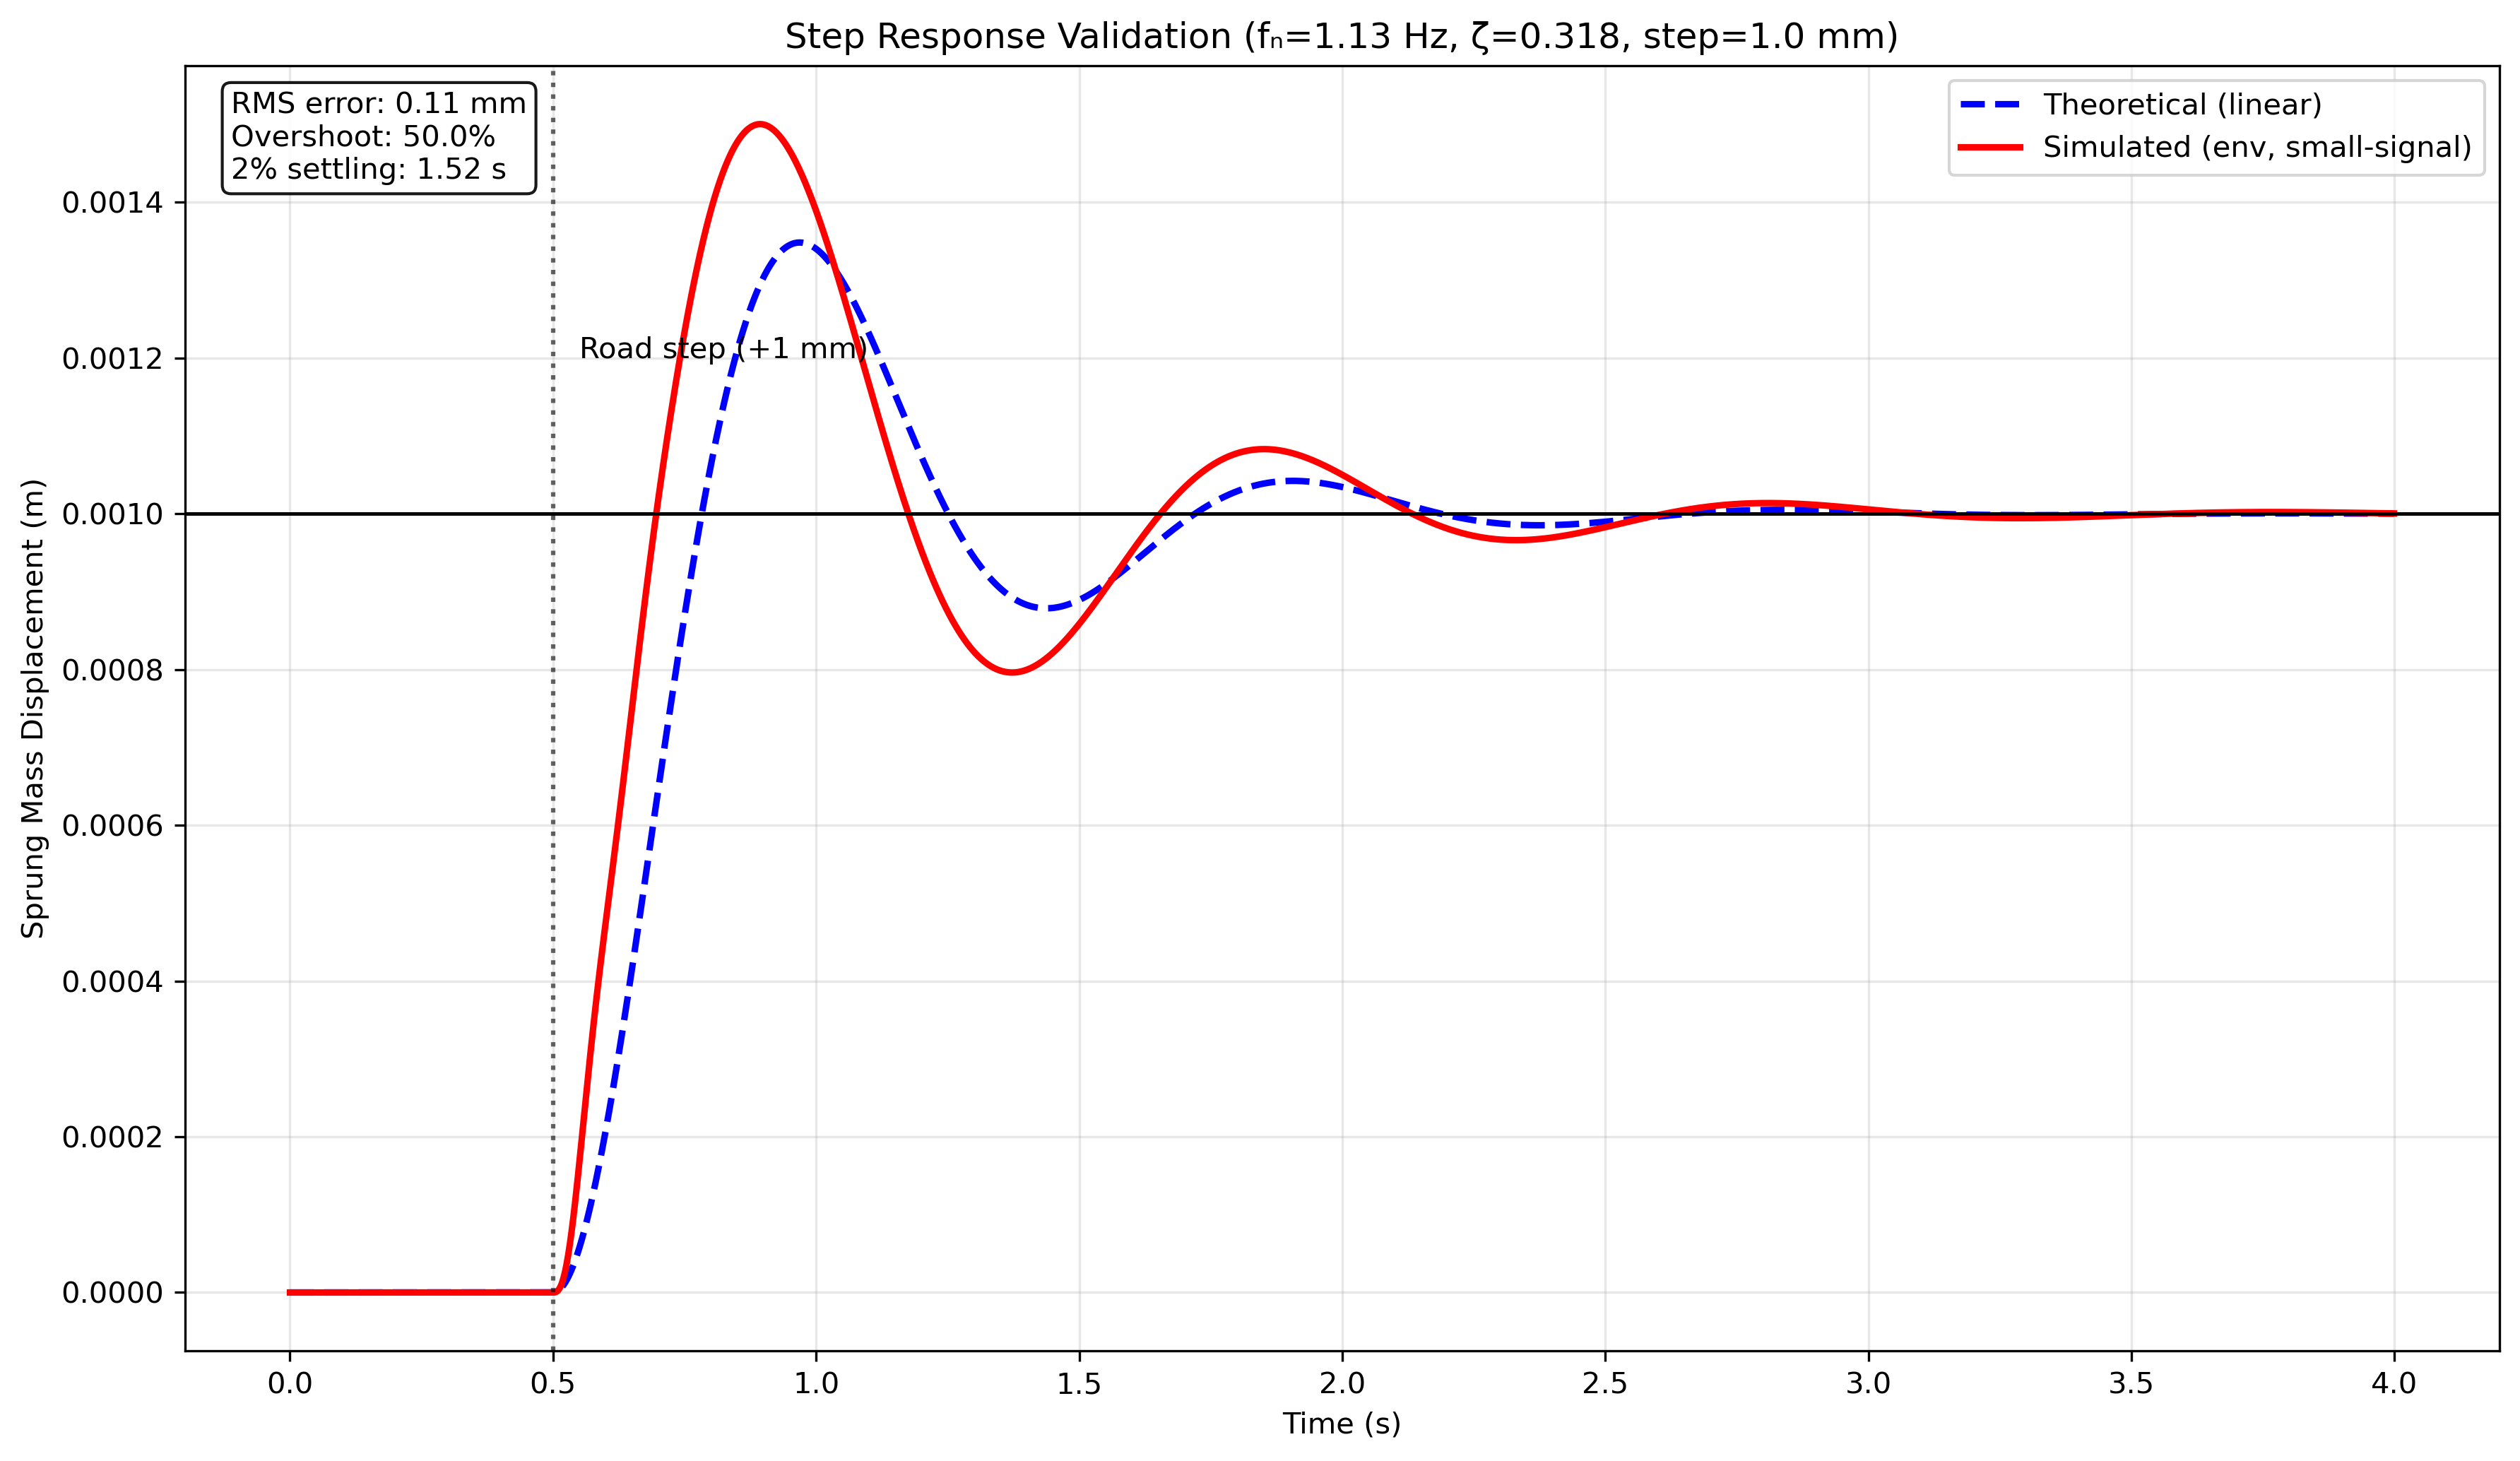 Step Response Validation (fₙ=1.13 Hz, ζ=0.318, step=1.0 mm)
RMS error: 0.11 mm
Overshoot: 50.0%
2% settling: 1.52 s
Theoretical (linear)
Simulated (env, small-signal)
Road step (+1 mm)
Sprung Mass Displacement (m)
0.0014
0.0012
0.0010
0.0008
0.0006
0.0004
0.0002
0.0000
0.0 0.5 1.0 1.5 2.0 2.5 3.0 3.5 4.0
Time (s)